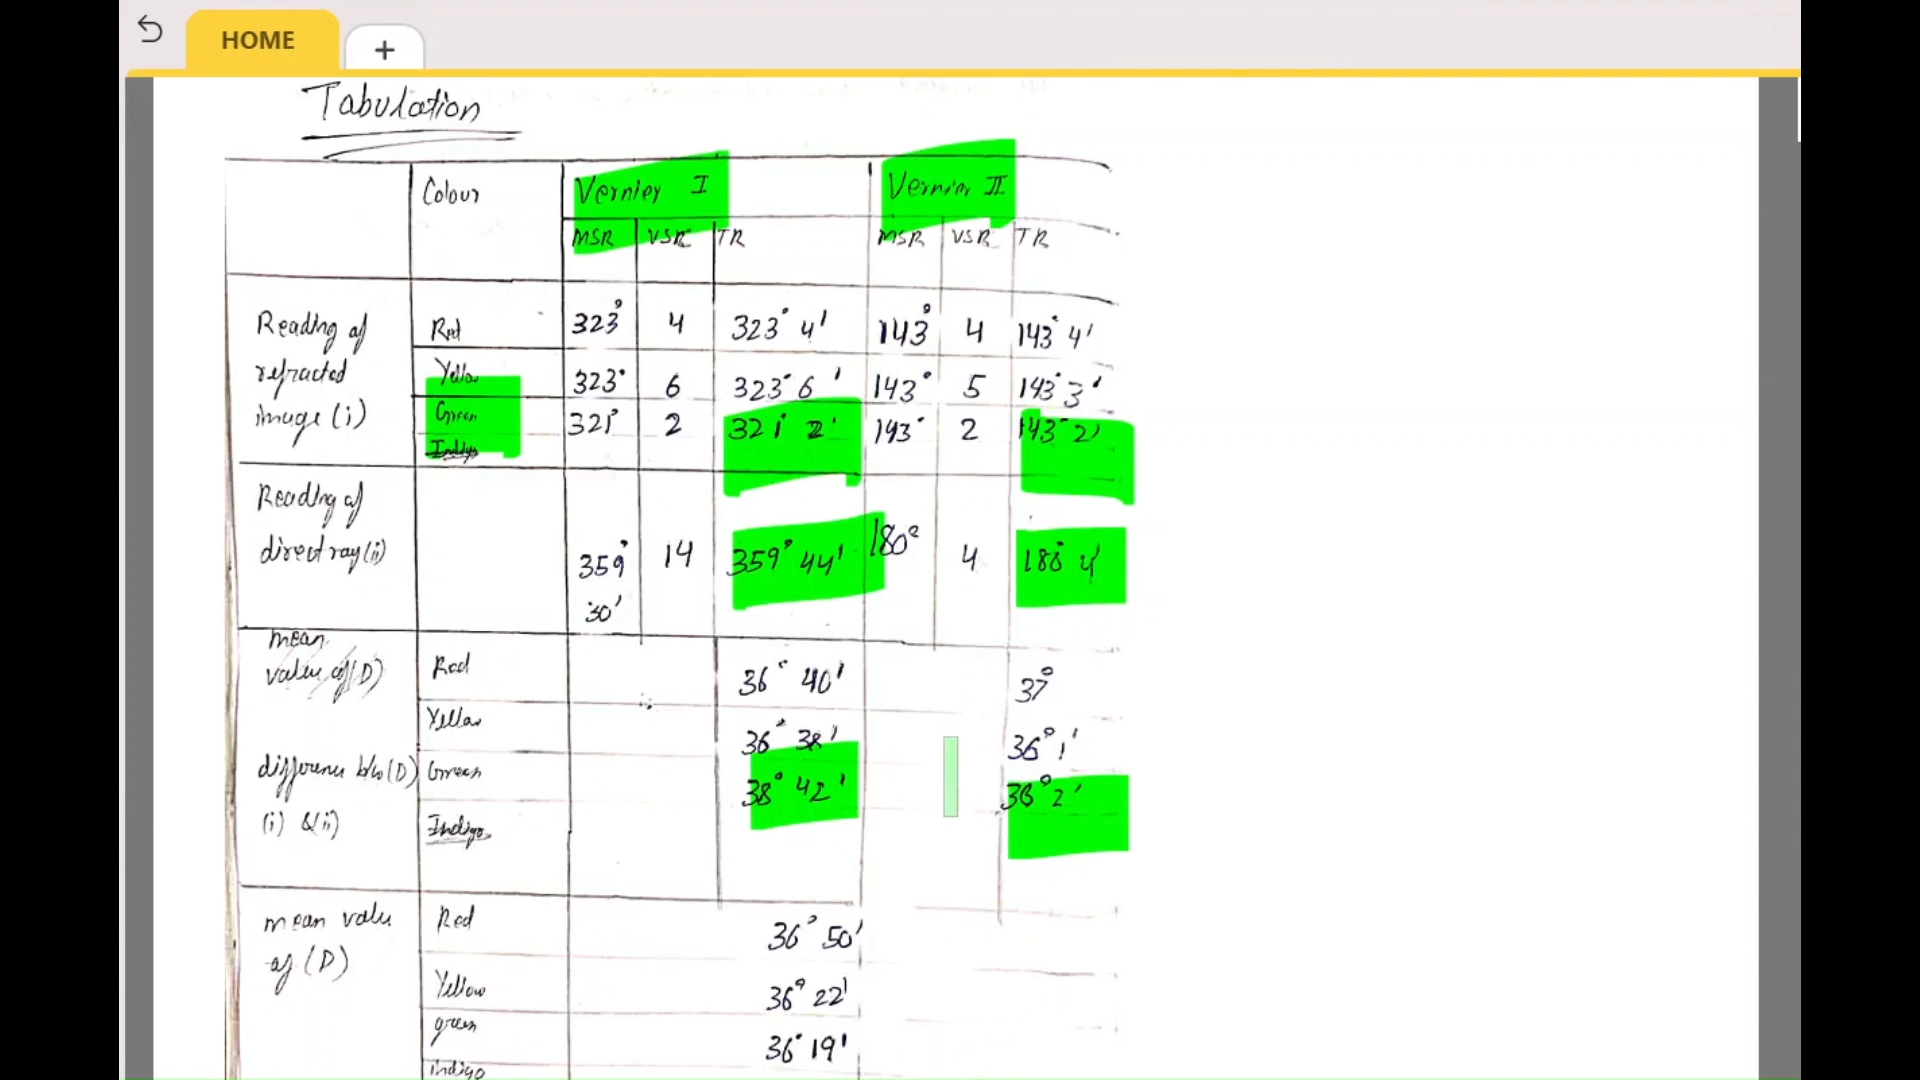 HOME
+
Tabulation
Colour Vernier I Vernier II
MSR VSR TR MSR VSR TR
Reading of refracted image (i)
Red 323° 4 323° 4' 143° 4 143° 4'
Yellow 323° 6 323° 6' 143° 5 143° 3'
Green 321° 2 321° 2' 143° 2 143° 2'
Indigo
Reading of direct ray (ii)
359° 30' 14 359° 44' 180° 4 180° 4'
mean value of (D)
Red 36° 40' 37°
Yellow 36° 38' 36° 1'
difference b/w (D) (i) & (ii)
Green 38° 42' 36° 2'
Indigo
mean value of (D)
Red 36° 50'
Yellow 36° 22'
green 36° 19'
indigo